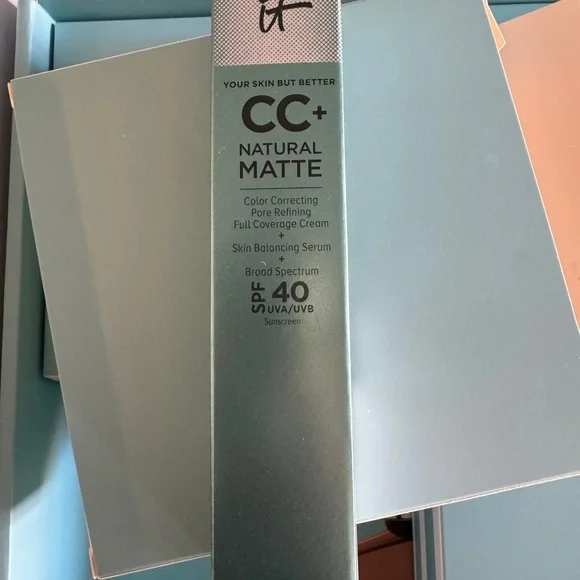 it
YOUR SKIN BUT BETTER
CC+
NATURAL
MATTE
Color Correcting
Pore Refining
Full Coverage Cream
+
Skin Balancing Serum
+
Broad Spectrum
SPF 40
UVA/UVB
Sunscreen